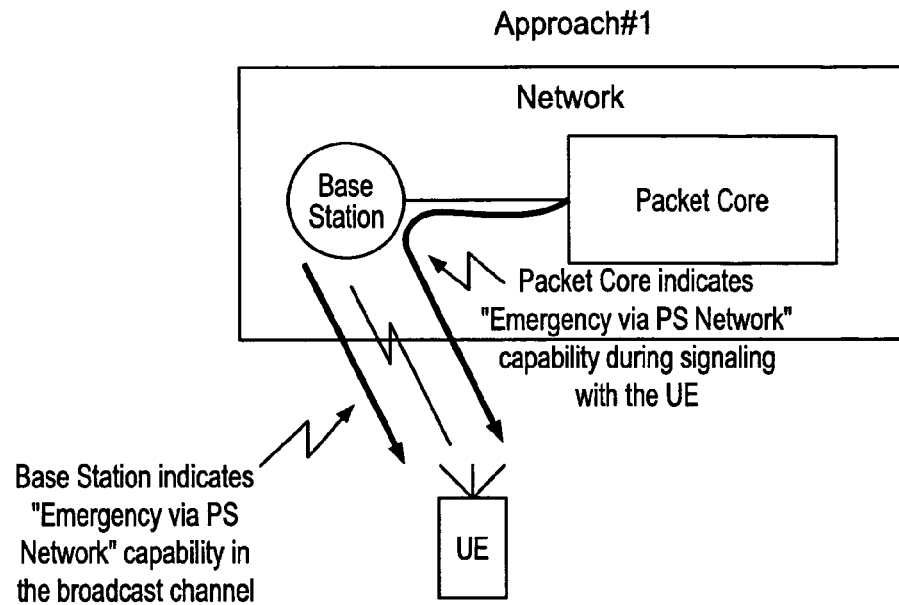 Approach#1
Network
Base
Station
Packet Core
Packet Core indicates
"Emergency via PS Network"
capability during signaling
with the UE
Base Station indicates
"Emergency via PS
Network" capability in
the broadcast channel
UE